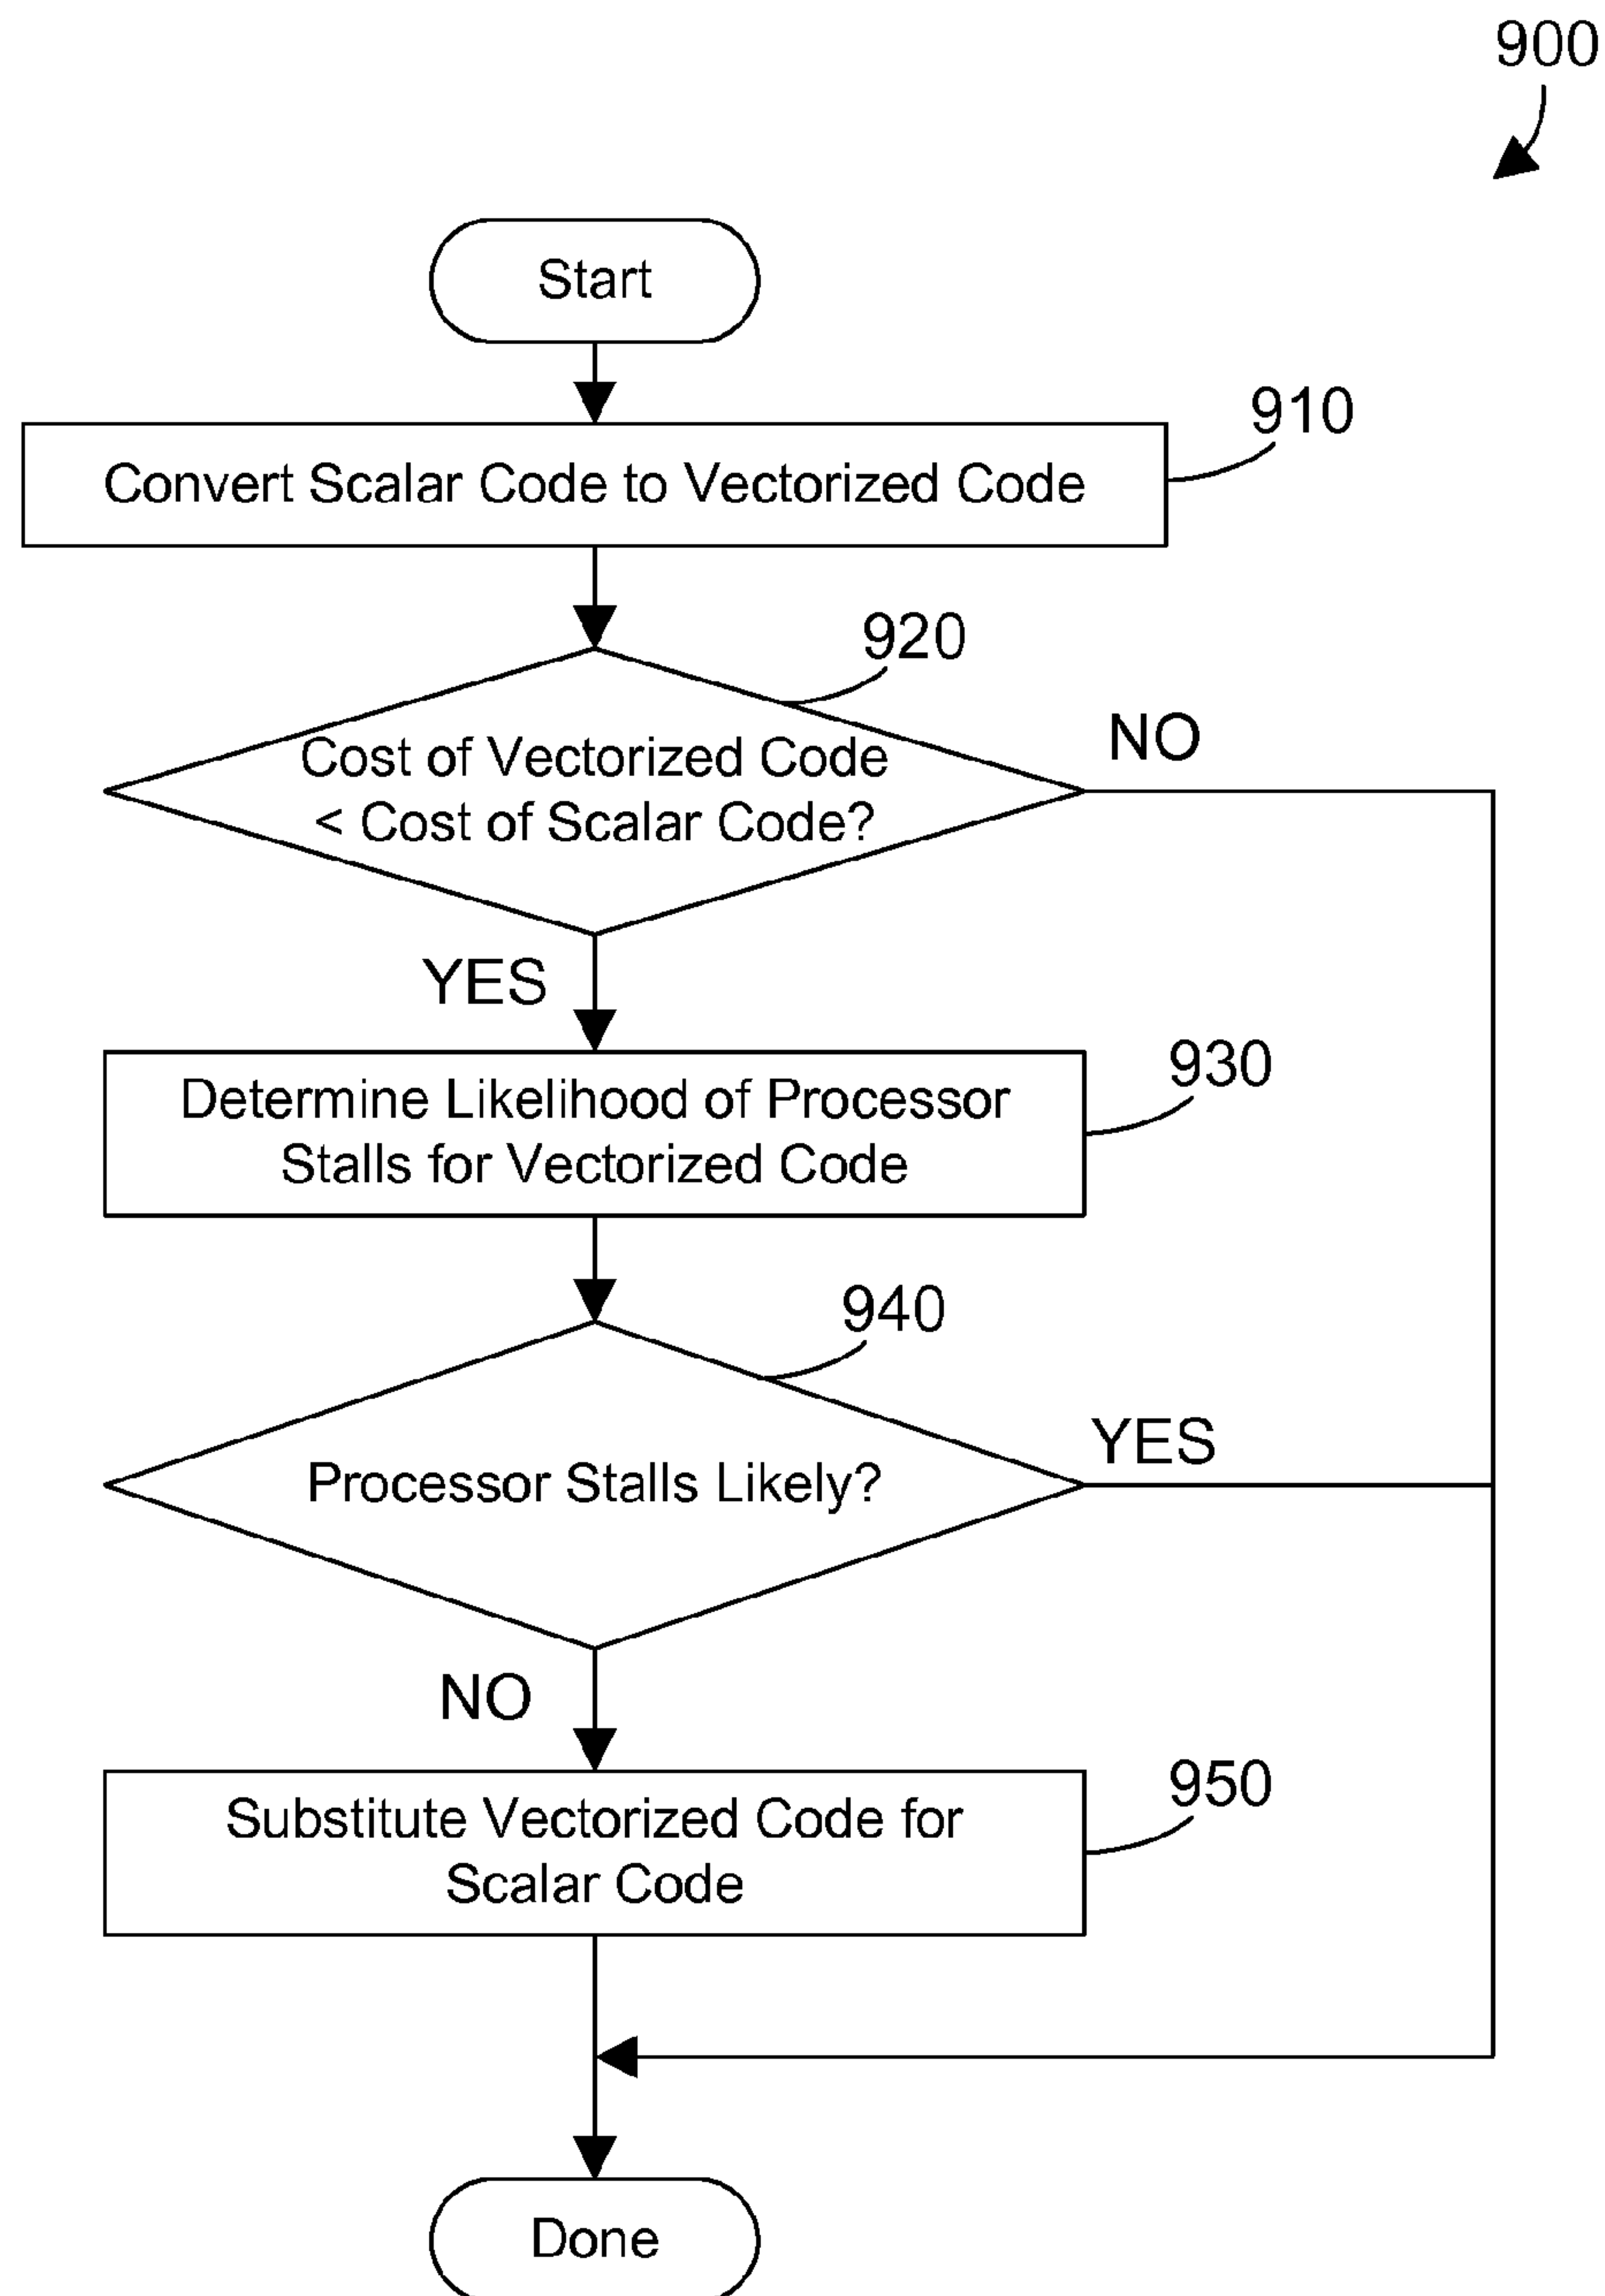 900
Start
910
Convert Scalar Code to Vectorized Code
920
Cost of Vectorized Code
< Cost of Scalar Code?
NO
YES
930
Determine Likelihood of Processor
Stalls for Vectorized Code
940
Processor Stalls Likely?
YES
NO
950
Substitute Vectorized Code for
Scalar Code
Done